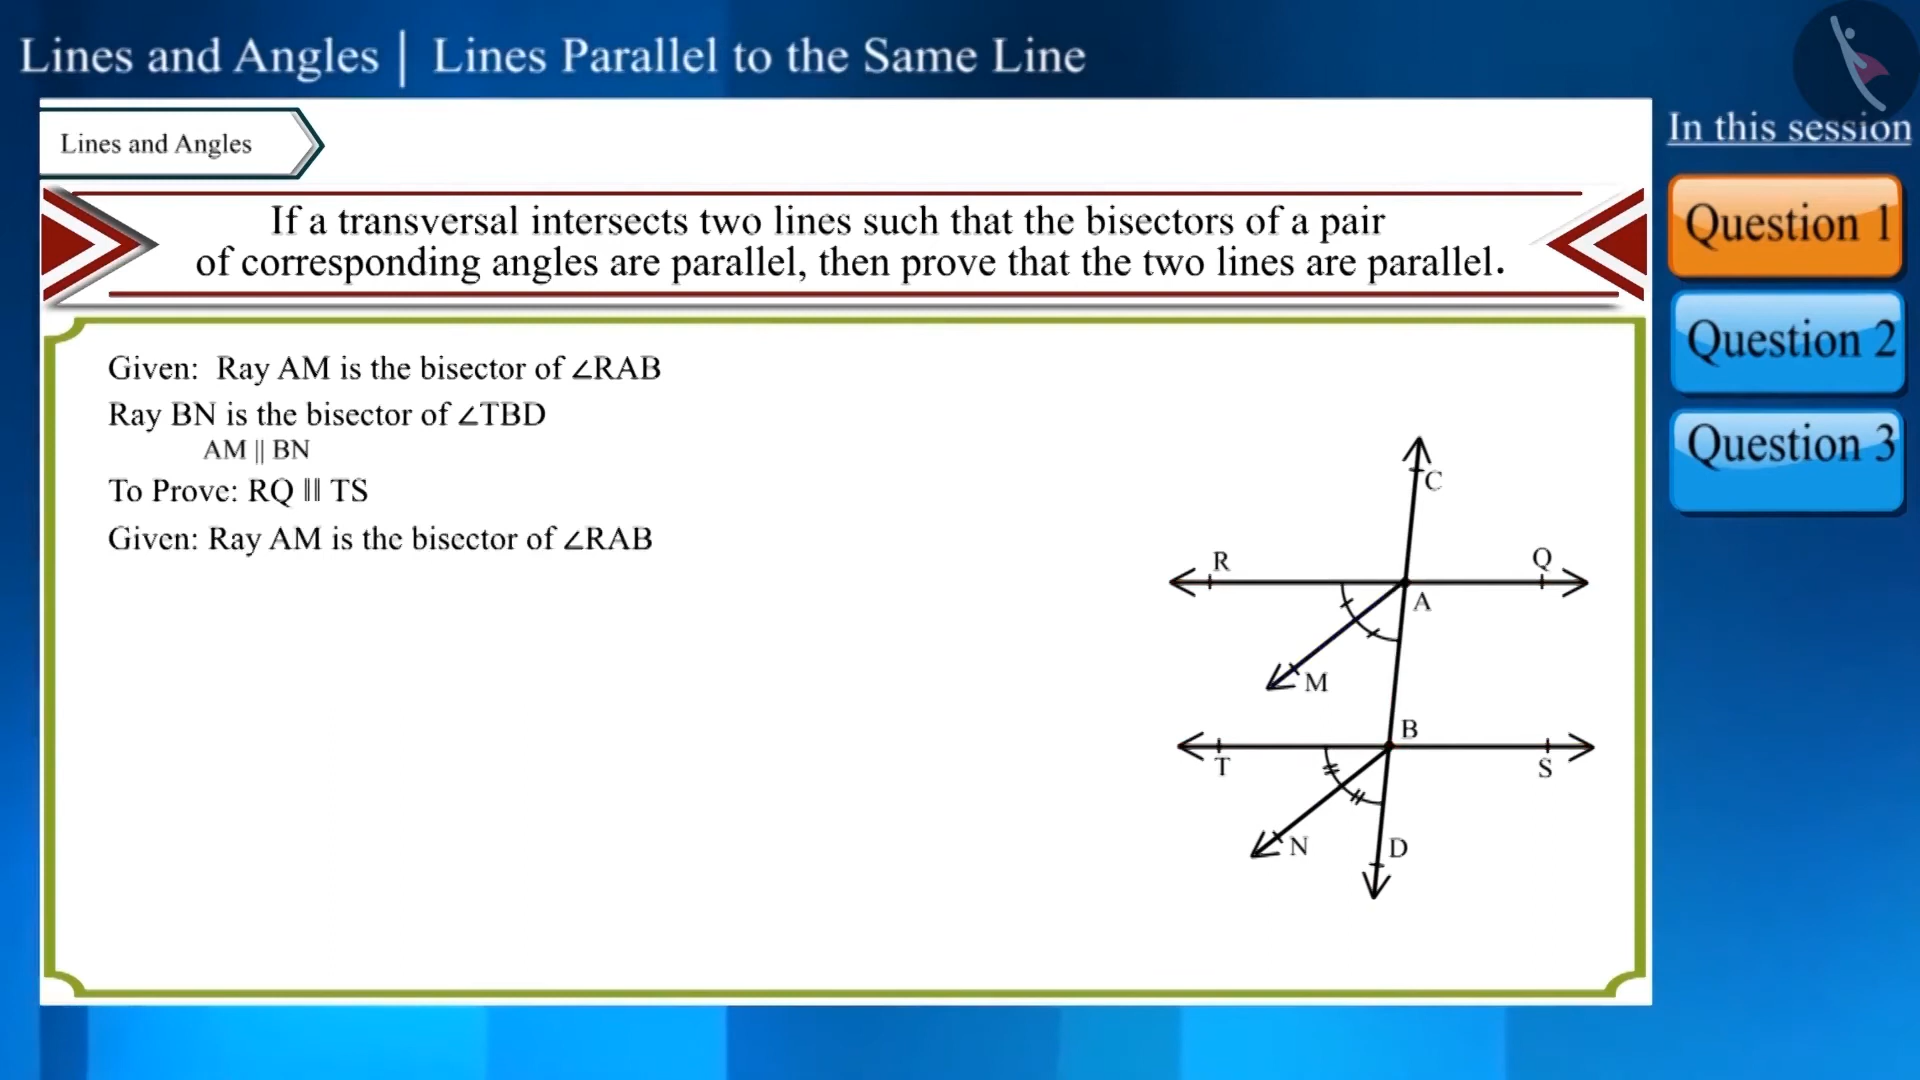 Lines and Angles | Lines Parallel to the Same Line
In this session
Lines and Angles
If a transversal intersects two lines such that the bisectors of a pair
of corresponding angles are parallel, then prove that the two lines are parallel.
Question 1
Question 2
Question 3
Given: Ray AM is the bisector of ∠RAB
Ray BN is the bisector of ∠TBD
AM || BN
To Prove: RQ || TS
Given: Ray AM is the bisector of ∠RAB
C
R
Q
A
M
B
T
S
N
D